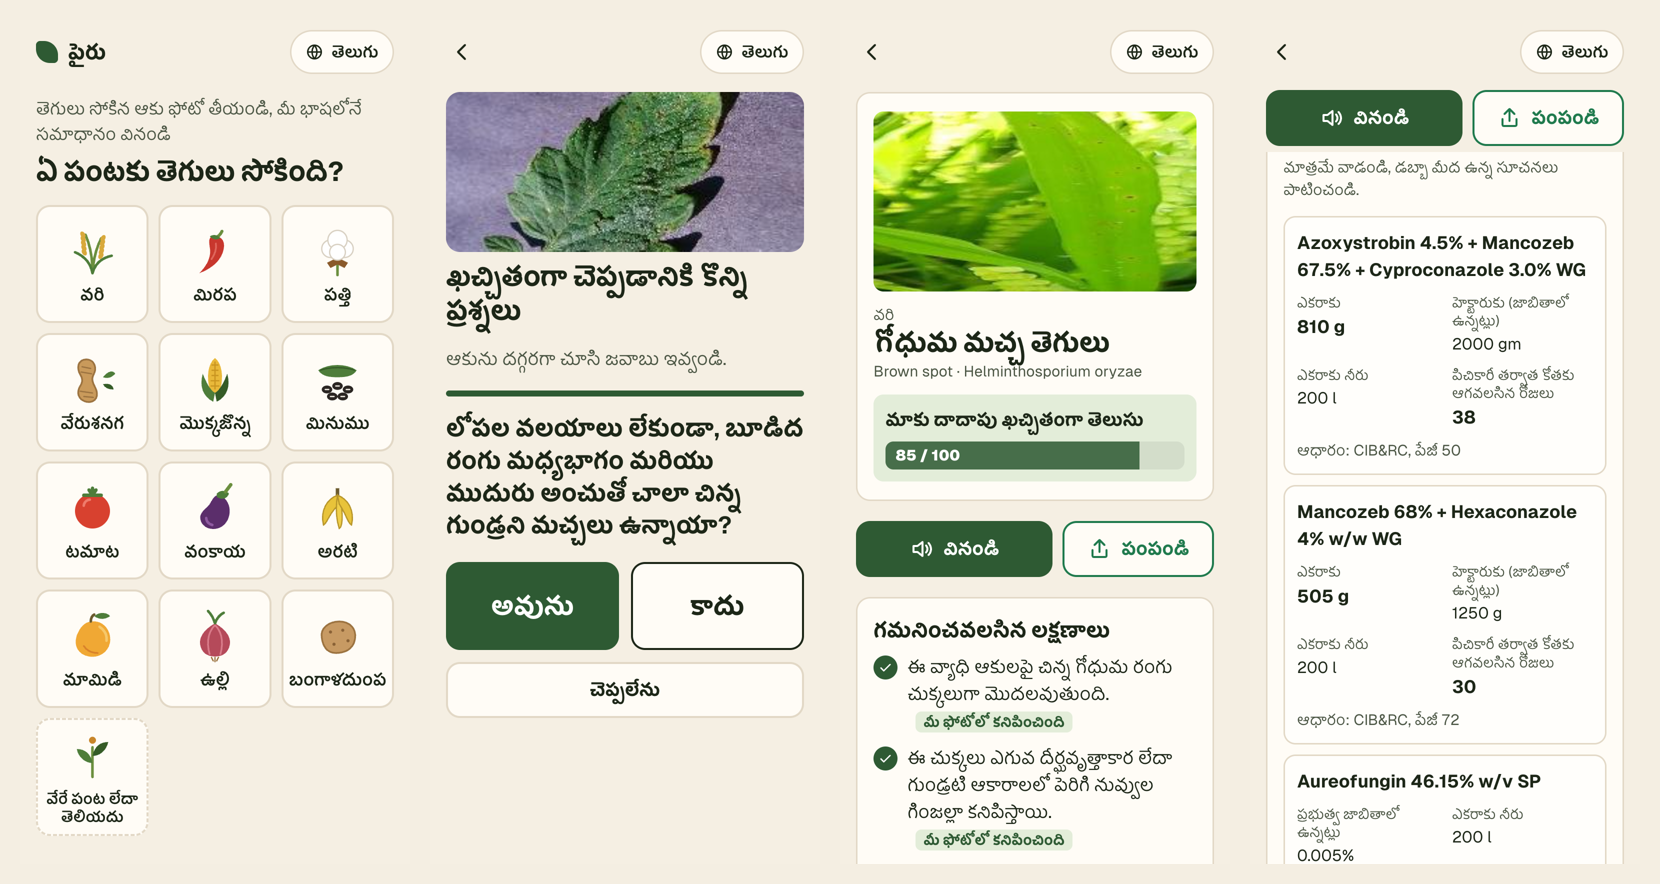 పైరు
తెలుగు
తెగులు సోకిన ఆకు ఫోటో తీయండి, మీ భాషలోనే
సమాధానం వినండి
ఏ పంటకు తెగులు సోకింది?
వరి
మిరప
పత్తి
వేరుశనగ
మొక్కజొన్న
మినుము
టమాట
వంకాయ
అరటి
మామిడి
ఉల్లి
బంగాళదుంప
వేరే పంట లేదా
తెలియదు
తెలుగు
ఖచ్చితంగా చెప్పడానికి కొన్ని
ప్రశ్నలు
ఆకును దగ్గరగా చూసి జవాబు ఇవ్వండి.
లోపల వలయాలు లేకుండా, బూడిద
రంగు మధ్యభాగం మరియు
ముదురు అంచుతో చాలా చిన్న
గుండ్రని మచ్చలు ఉన్నాయా?
అవును
కాదు
చెప్పలేను
తెలుగు
వరి
గోధుమ మచ్చ తెగులు
Brown spot · Helminthosporium oryzae
మాకు దాదాపు ఖచ్చితంగా తెలుసు
85 / 100
వినండి
పంపండి
గమనించవలసిన లక్షణాలు
ఈ వ్యాధి ఆకులపై చిన్న గోధుమ రంగు
చుక్కలుగా మొదలవుతుంది.
మీ ఫోటోలో కనిపించింది
ఈ చుక్కలు ఎగువ దీర్ఘవృత్తాకార లేదా
గుండ్రటి ఆకారాలలో పెరిగి నువ్వుల
గింజల్లా కనిపిస్తాయి.
మీ ఫోటోలో కనిపించింది
తెలుగు
వినండి
పంపండి
మాత్రమే వాడండి, డబ్బా మీద ఉన్న సూచనలు
పాటించండి.
Azoxystrobin 4.5% + Mancozeb
67.5% + Cyproconazole 3.0% WG
ఎకరాకు
810 g
హెక్టారుకు (జాబితాలో
ఉన్నట్లు)
2000 gm
ఎకరాకు నీరు
200 l
పిచికారీ తర్వాత కోతకు
ఆగవలసిన రోజులు
38
ఆధారం: CIB&RC, పేజీ 50
Mancozeb 68% + Hexaconazole
4% w/w WG
ఎకరాకు
505 g
హెక్టారుకు (జాబితాలో
ఉన్నట్లు)
1250 g
ఎకరాకు నీరు
200 l
పిచికారీ తర్వాత కోతకు
ఆగవలసిన రోజులు
30
ఆధారం: CIB&RC, పేజీ 72
Aureofungin 46.15% w/v SP
ప్రభుత్వ జాబితాలో
ఉన్నట్లు
0.005%
ఎకరాకు నీరు
200 l